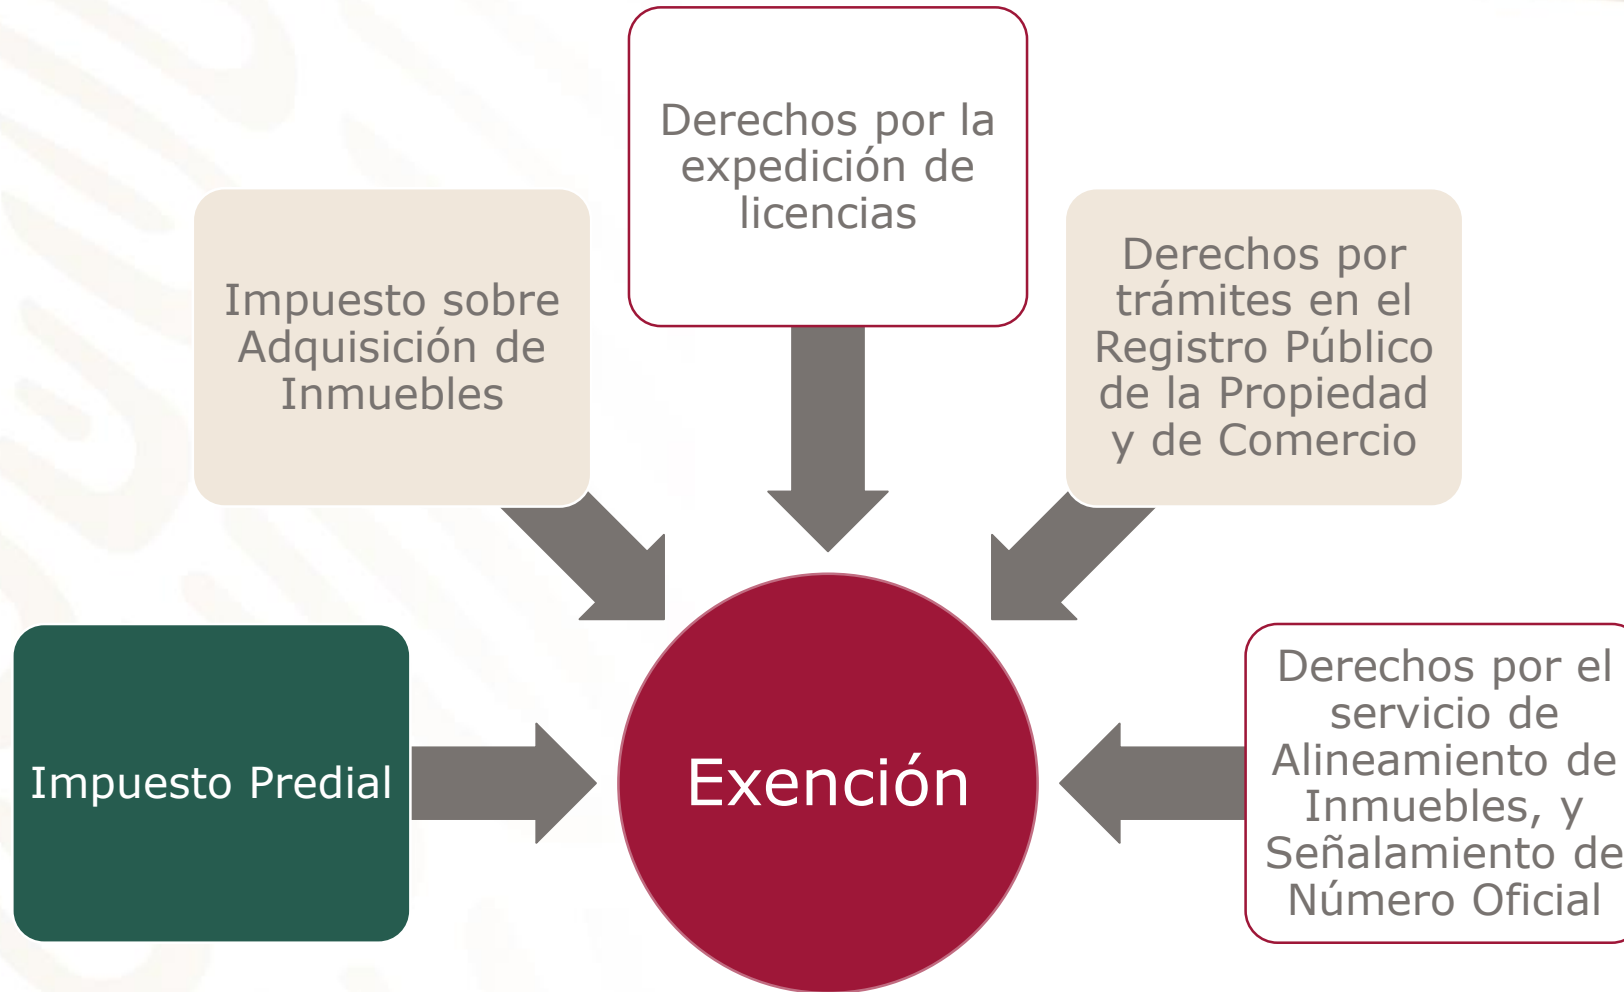 Derechos por la
expedición de
licencias
Impuesto sobre
Adquisición de
Inmuebles
Derechos por
trámites en el
Registro Público
de la Propiedad
y de Comercio
Impuesto Predial
Exención
Derechos por el
servicio de
Alineamiento de
Inmuebles, y
Señalamiento de
Número Oficial